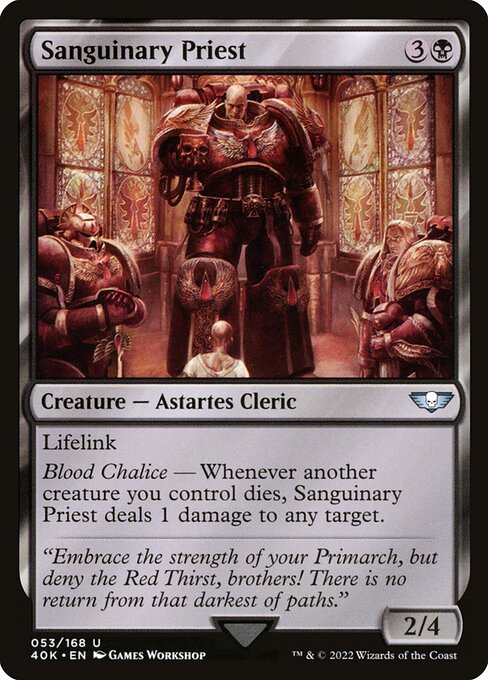 Sanguinary Priest 3
Creature — Astartes Cleric
Lifelink
Blood Chalice — Whenever another
creature you control dies, Sanguinary
Priest deals 1 damage to any target.
“Embrace the strength of your Primarch, but
deny the Red Thirst, brothers! There is no
return from that darkest of paths.”
2/4
053/168 U
40K • EN Games Workshop
™ & © 2022 Wizards of the Coast